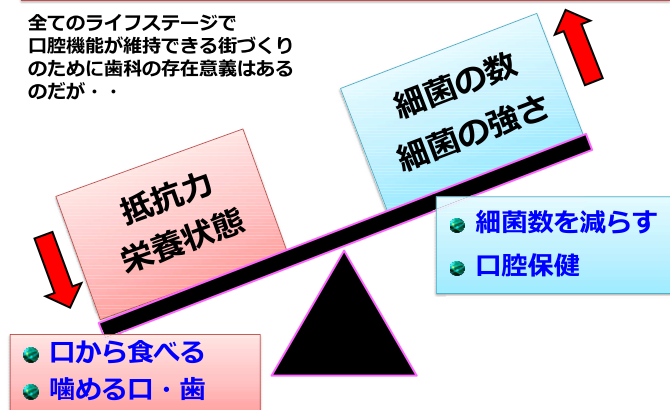 全てのライフステージで
口腔機能が維持できる街づくり
のために歯科の存在意義はある
のだが・・
細菌の数
細菌の強さ
抵抗力
栄養状態
細菌数を減らす
口腔保健
口から食べる
噛める口・歯